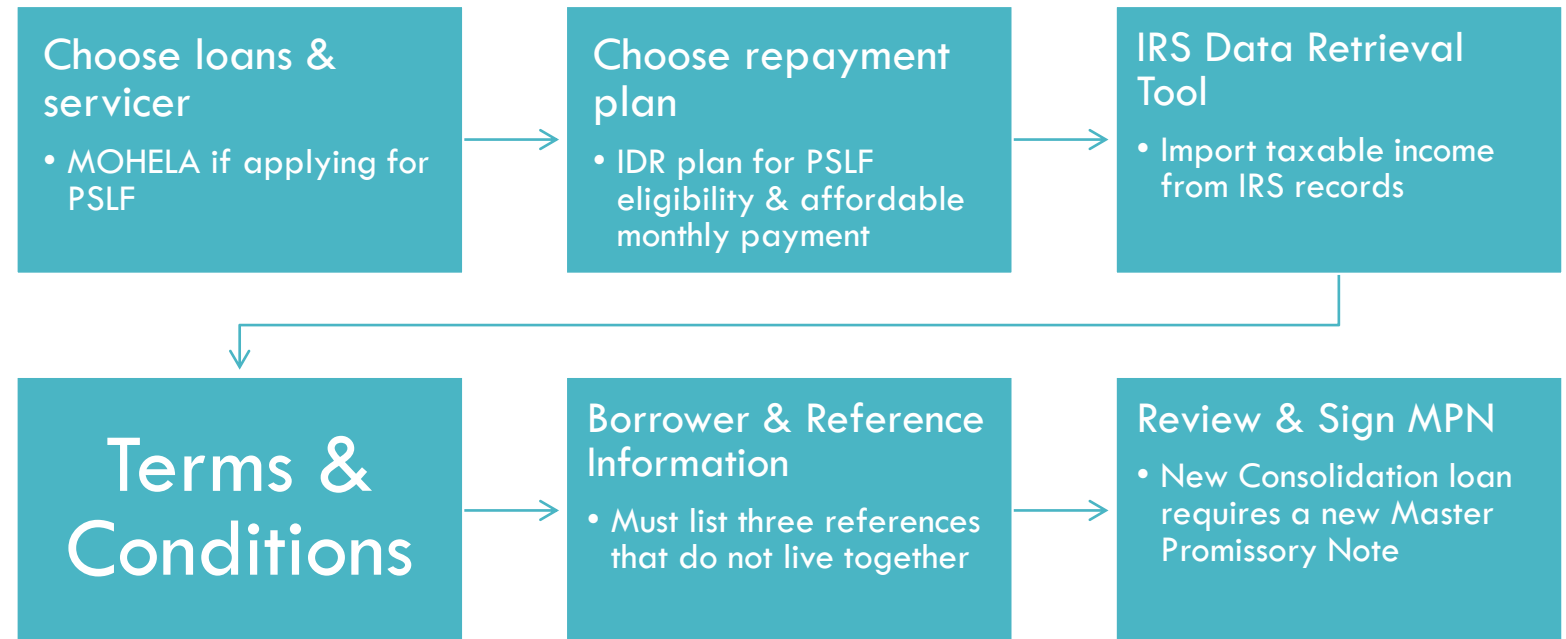 Choose loans &
servicer
• MOHELA if applying for
PSLF
Choose repayment
plan
• IDR plan for PSLF
eligibility & affordable
monthly payment
IRS Data Retrieval
Tool
• Import taxable income
from IRS records
Terms &
Conditions
Borrower & Reference
Information
• Must list three references
that do not live together
Review & Sign MPN
• New Consolidation loan
requires a new Master
Promissory Note